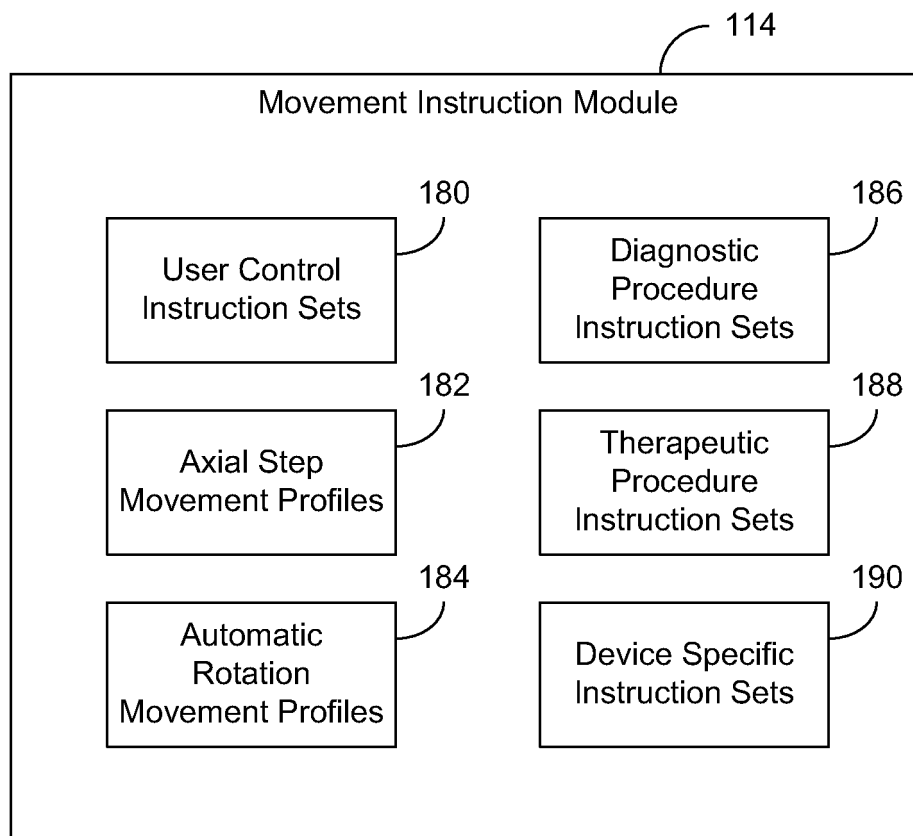 114
Movement Instruction Module
180
User Control
Instruction Sets
186
Diagnostic
Procedure
Instruction Sets
182
Axial Step
Movement Profiles
188
Therapeutic
Procedure
Instruction Sets
184
Automatic
Rotation
Movement Profiles
190
Device Specific
Instruction Sets